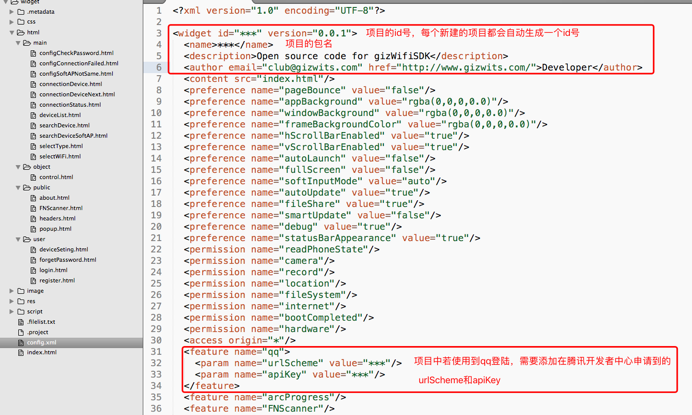 widget
.metadata
css
html
main
configCheckPassword.html
configConnectionFailed.html
configSoftAPNotSame.html
connectionDevice.html
connectionDeviceNext.html
connectionStatus.html
deviceList.html
searchDevice.html
searchDeviceSoftAP.html
selectType.html
selectWiFi.html
object
control.html
public
about.html
FNScanner.html
headers.html
popup.html
user
deviceSeting.html
forgetPassword.html
login.html
register.html
image
res
script
.filelist.txt
.project
config.xml
index.html
1 <?xml version="1.0" encoding="UTF-8"?>
2
3 <widget id="***" version="0.0.1"> 项目的id号，每个新建的项目都会自动生成一个id号
4 <name>***</name> 项目的包名
5 <description>Open source code for gizWifiSDK</description>
6 <author email="club@gizwits.com" href="http://www.gizwits.com/">Developer</author>
7 <content src="index.html"/>
8 <preference name="pageBounce" value="false"/>
9 <preference name="appBackground" value="rgba(0,0,0,0.0)"/>
10 <preference name="windowBackground" value="rgba(0,0,0,0.0)"/>
11 <preference name="frameBackgroundColor" value="rgba(0,0,0,0.0)"/>
12 <preference name="hScrollBarEnabled" value="true"/>
13 <preference name="vScrollBarEnabled" value="true"/>
14 <preference name="autoLaunch" value="false"/>
15 <preference name="fullScreen" value="false"/>
16 <preference name="softInputMode" value="auto"/>
17 <preference name="autoUpdate" value="true"/>
18 <preference name="fileShare" value="true"/>
19 <preference name="smartUpdate" value="false"/>
20 <preference name="debug" value="true"/>
21 <preference name="statusBarAppearance" value="true"/>
22 <permission name="readPhoneState"/>
23 <permission name="camera"/>
24 <permission name="record"/>
25 <permission name="location"/>
26 <permission name="fileSystem"/>
27 <permission name="internet"/>
28 <permission name="bootCompleted"/>
29 <permission name="hardware"/>
30 <access origin="*"/>
31 <feature name="qq">
32 <param name="urlScheme" value="***"/> 项目中若使用到qq登陆，需要添加在腾讯开发者中心申请到的
33 <param name="apiKey" value="***"/> urlScheme和apiKey
34 </feature>
35 <feature name="arcProgress"/>
36 <feature name="FNScanner"/>